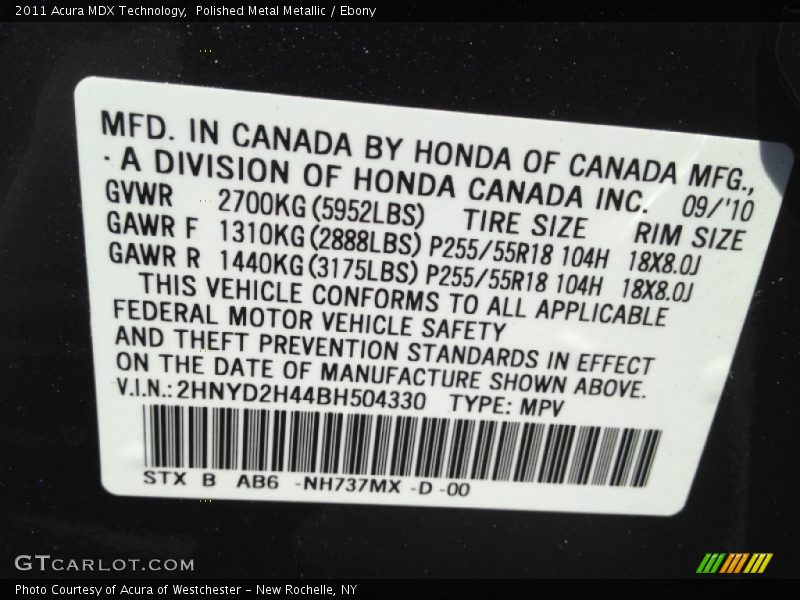 2011 Acura MDX Technology,  Polished Metal Metallic / Ebony
MFD. IN CANADA BY HONDA OF CANADA MFG.,
· A DIVISION OF HONDA CANADA INC. 09/'10
GVWR 2700KG(5952LBS) TIRE SIZE RIM SIZE
GAWR F 1310KG(2888LBS) P255/55R18 104H 18X8.0J
GAWR R 1440KG(3175LBS) P255/55R18 104H 18X8.0J
THIS VEHICLE CONFORMS TO ALL APPLICABLE
FEDERAL MOTOR VEHICLE SAFETY
AND THEFT PREVENTION STANDARDS IN EFFECT
ON THE DATE OF MANUFACTURE SHOWN ABOVE.
V.I.N.: 2HNYD2H44BH504330 TYPE: MPV
STX B AB6 -NH737MX -D -00
GTCARLOT.COM
Photo Courtesy of Acura of Westchester - New Rochelle, NY